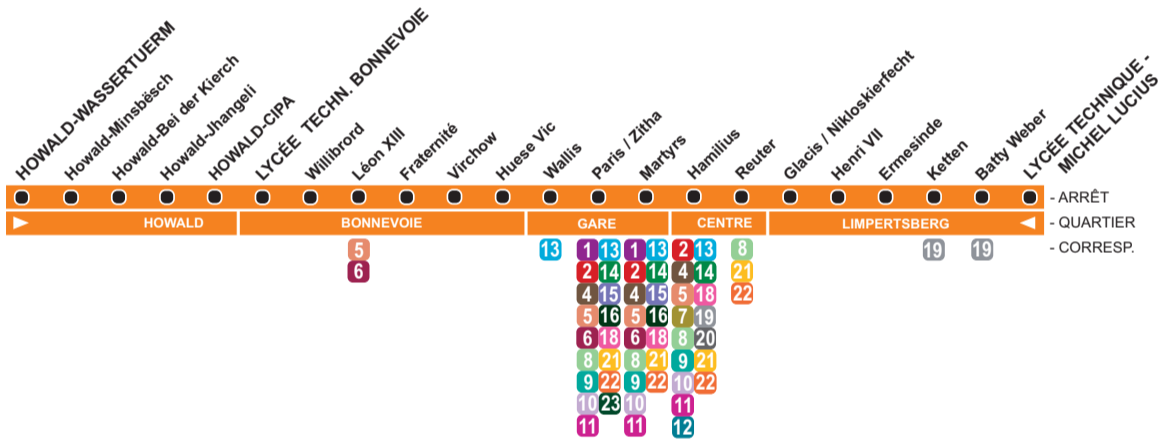 HOWALD-WASSERTUERM
Howald-Minsbësch
Howald-Bei der Kierch
Howald-Jhangeli
HOWALD-CIPA
LYCÉE TECHN. BONNEVOIE
Willibrord
Léon XIII
Fraternité
Virchow
Huese Vic
Wallis
Paris / Zitha
Martyrs
Hamilius
Reuter
Glacis / Nikloskierfecht
Henri VII
Ermesinde
Ketten
Batty Weber
LYCÉE TECHNIQUE -
MICHEL LUCIUS
- ARRÊT
HOWALD BONNEVOIE GARE CENTRE LIMPERTSBERG - QUARTIER
5 13 1 13 1 13 2 13 8 19 19 - CORRESP.
6 2 14 2 14 4 14 21
4 15 4 15 5 18 22
5 16 5 16 7 19
6 18 6 18 8 20
8 21 8 21 9 21
9 22 9 22 10 22
10 23 10 11
11 11 12